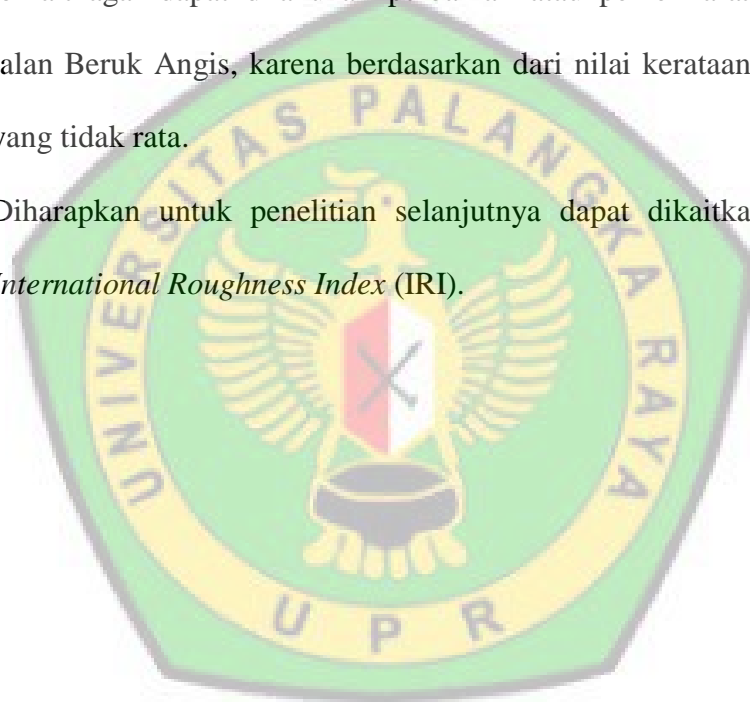 alan Beruk Angis, karena berdasarkan dari nilai kerataan
yang tidak rata.
Diharapkan untuk penelitian selanjutnya dapat dikaitka
International Roughness Index (IRI).
UNIVERSITAS PALANGKA RAYA
U P R